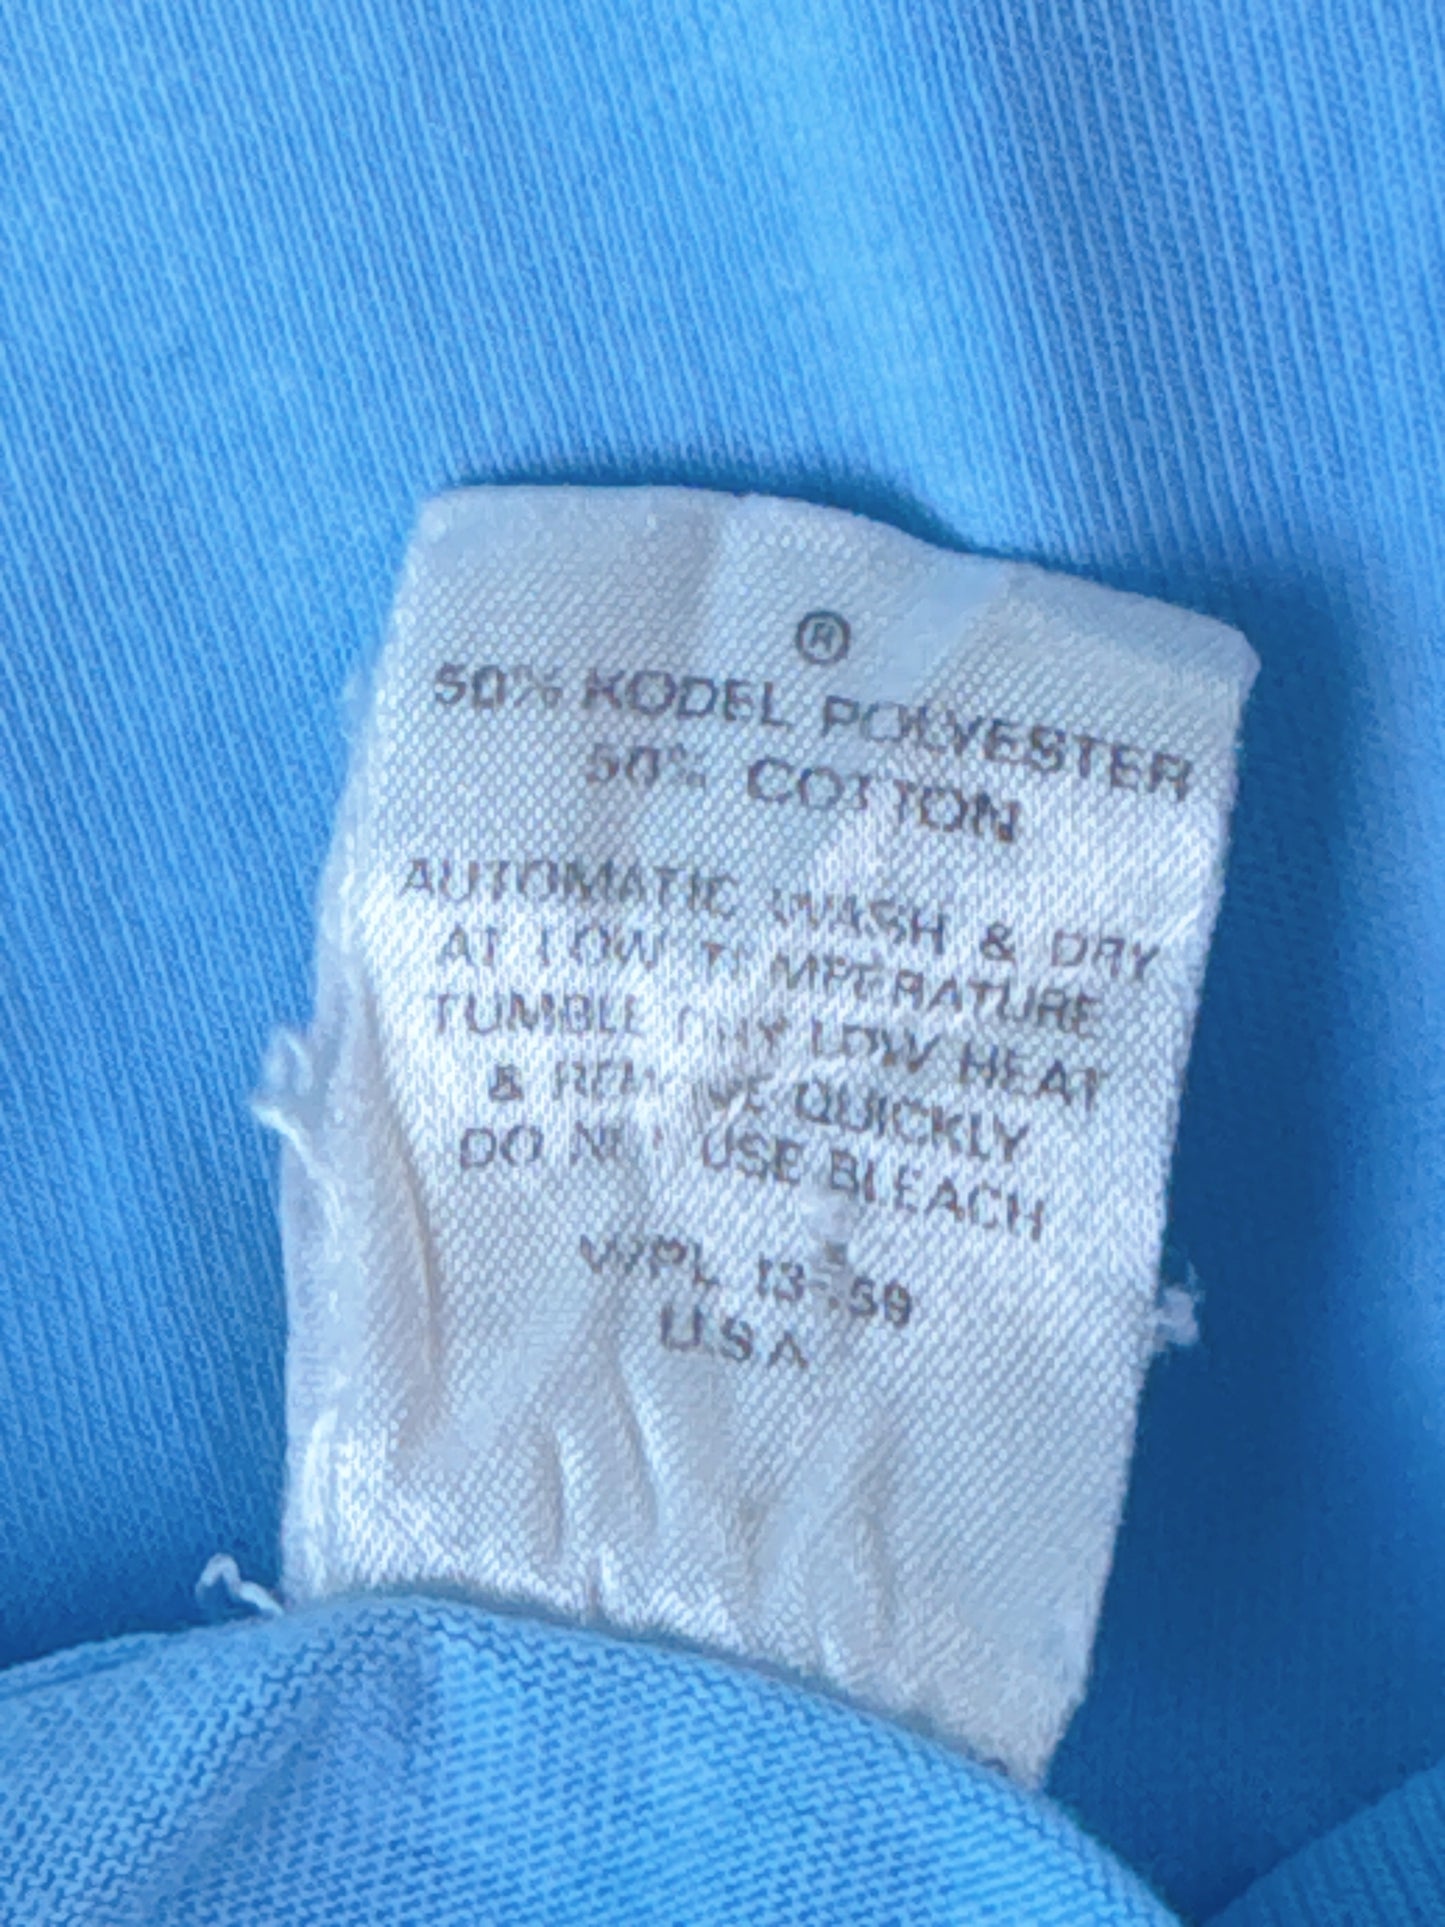 ®
50% KODEL POLYESTER
50% COTTON
AUTOMATIC WASH & DRY
AT LOW TEMPERATURE
TUMBLE DRY LOW HEAT
& REMOVE QUICKLY
DO NOT USE BLEACH
WPL
U.S.A